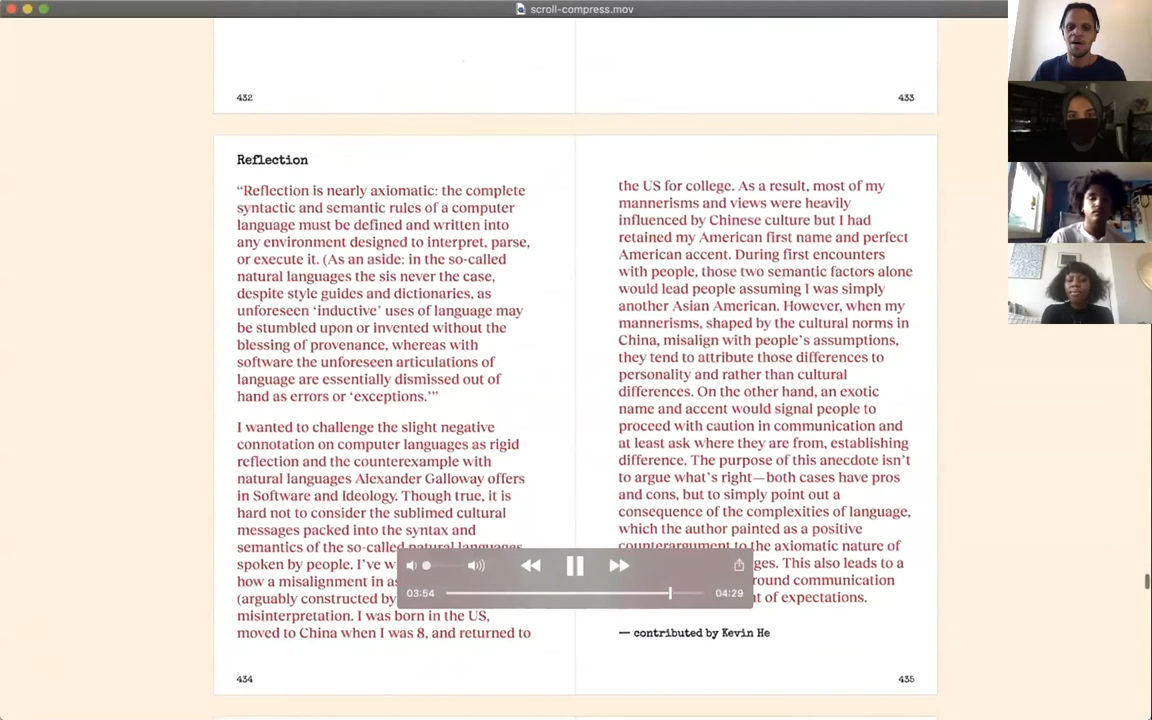 scroll-compress.mov
432
433
Reflection
“Reflection is nearly axiomatic: the complete
syntactic and semantic rules of a computer
language must be defined and written into
any environment designed to interpret, parse,
or execute it. (As an aside: in the so-called
natural languages the sis never the case,
despite style guides and dictionaries, as
unforeseen ‘inductive’ uses of language may
be stumbled upon or invented without the
blessing of provenance, whereas with
software the unforeseen articulations of
language are essentially dismissed out of
hand as errors or ‘exceptions.’”
I wanted to challenge the slight negative
connotation on computer languages as rigid
reflection and the counterexample with
natural languages Alexander Galloway offers
in Software and Ideology. Though true, it is
hard not to consider the sublimed cultural
messages packed into the syntax and
semantics of the so-called natural languages
spoken by people. I’ve
how a misalignment in
(arguably constructed by
misinterpretation. I was born in the US,
moved to China when I was 8, and returned to
434
the US for college. As a result, most of my
mannerisms and views were heavily
influenced by Chinese culture but I had
retained my American first name and perfect
American accent. During first encounters
with people, those two semantic factors alone
would lead people assuming I was simply
another Asian American. However, when my
mannerisms, shaped by the cultural norms in
China, misalign with people’s assumptions,
they tend to attribute those differences to
personality and rather than cultural
differences. On the other hand, an exotic
name and accent would signal people to
proceed with caution in communication and
at least ask where they are from, establishing
difference. The purpose of this anecdote isn’t
to argue what’s right—both cases have pros
and cons, but to simply point out a
consequence of the complexities of language,
which the author painted as a positive
counterargument to the axiomatic nature of
This also leads to a
communication
of expectations.
— contributed by Kevin He
435
03:54
04:29